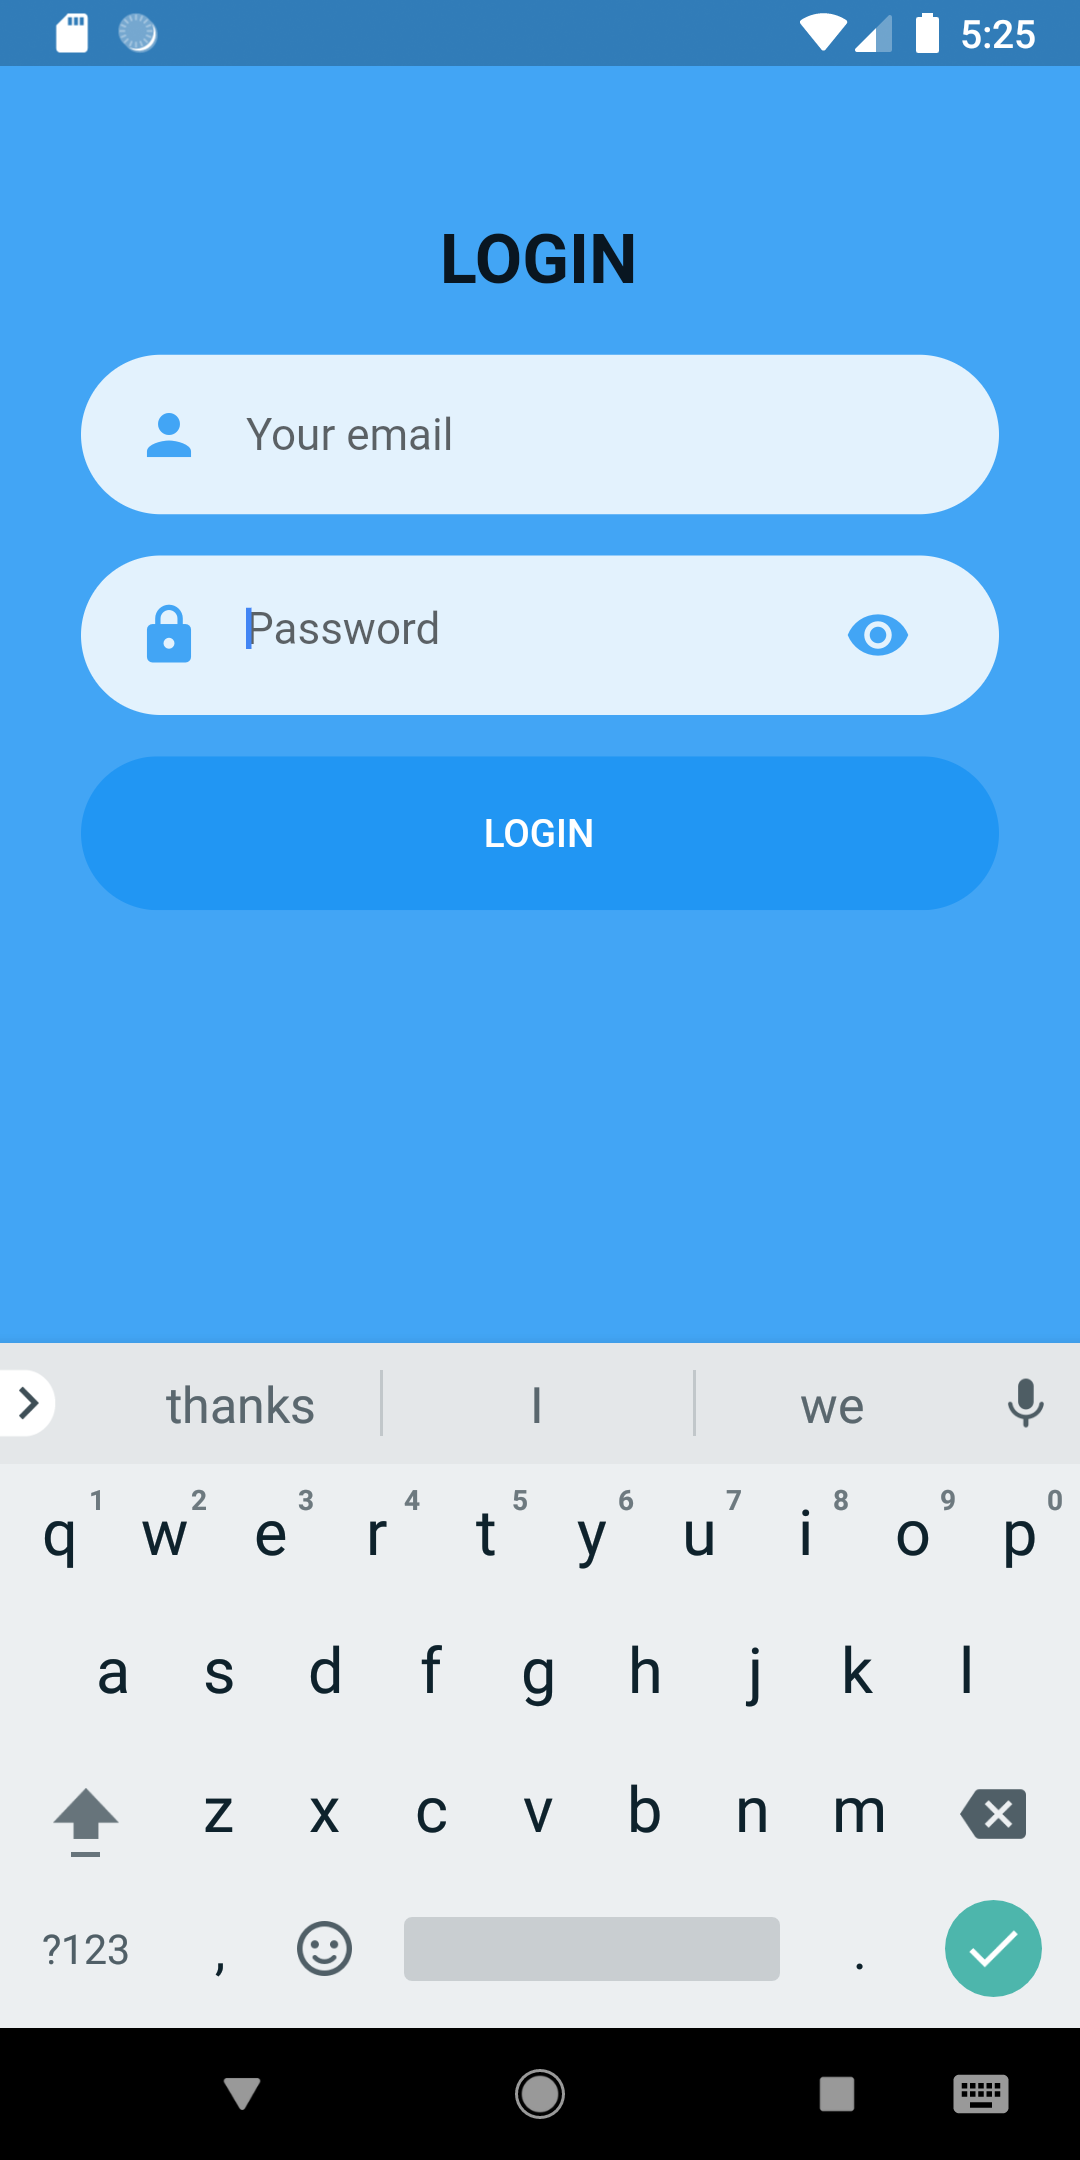 5:25
LOGIN
Your email
Password
LOGIN
thanks I we
1 2 3 4 5 6 7 8 9 0
q w e r t y u i o p
a s d f g h j k l
z x c v b n m
?123 , .